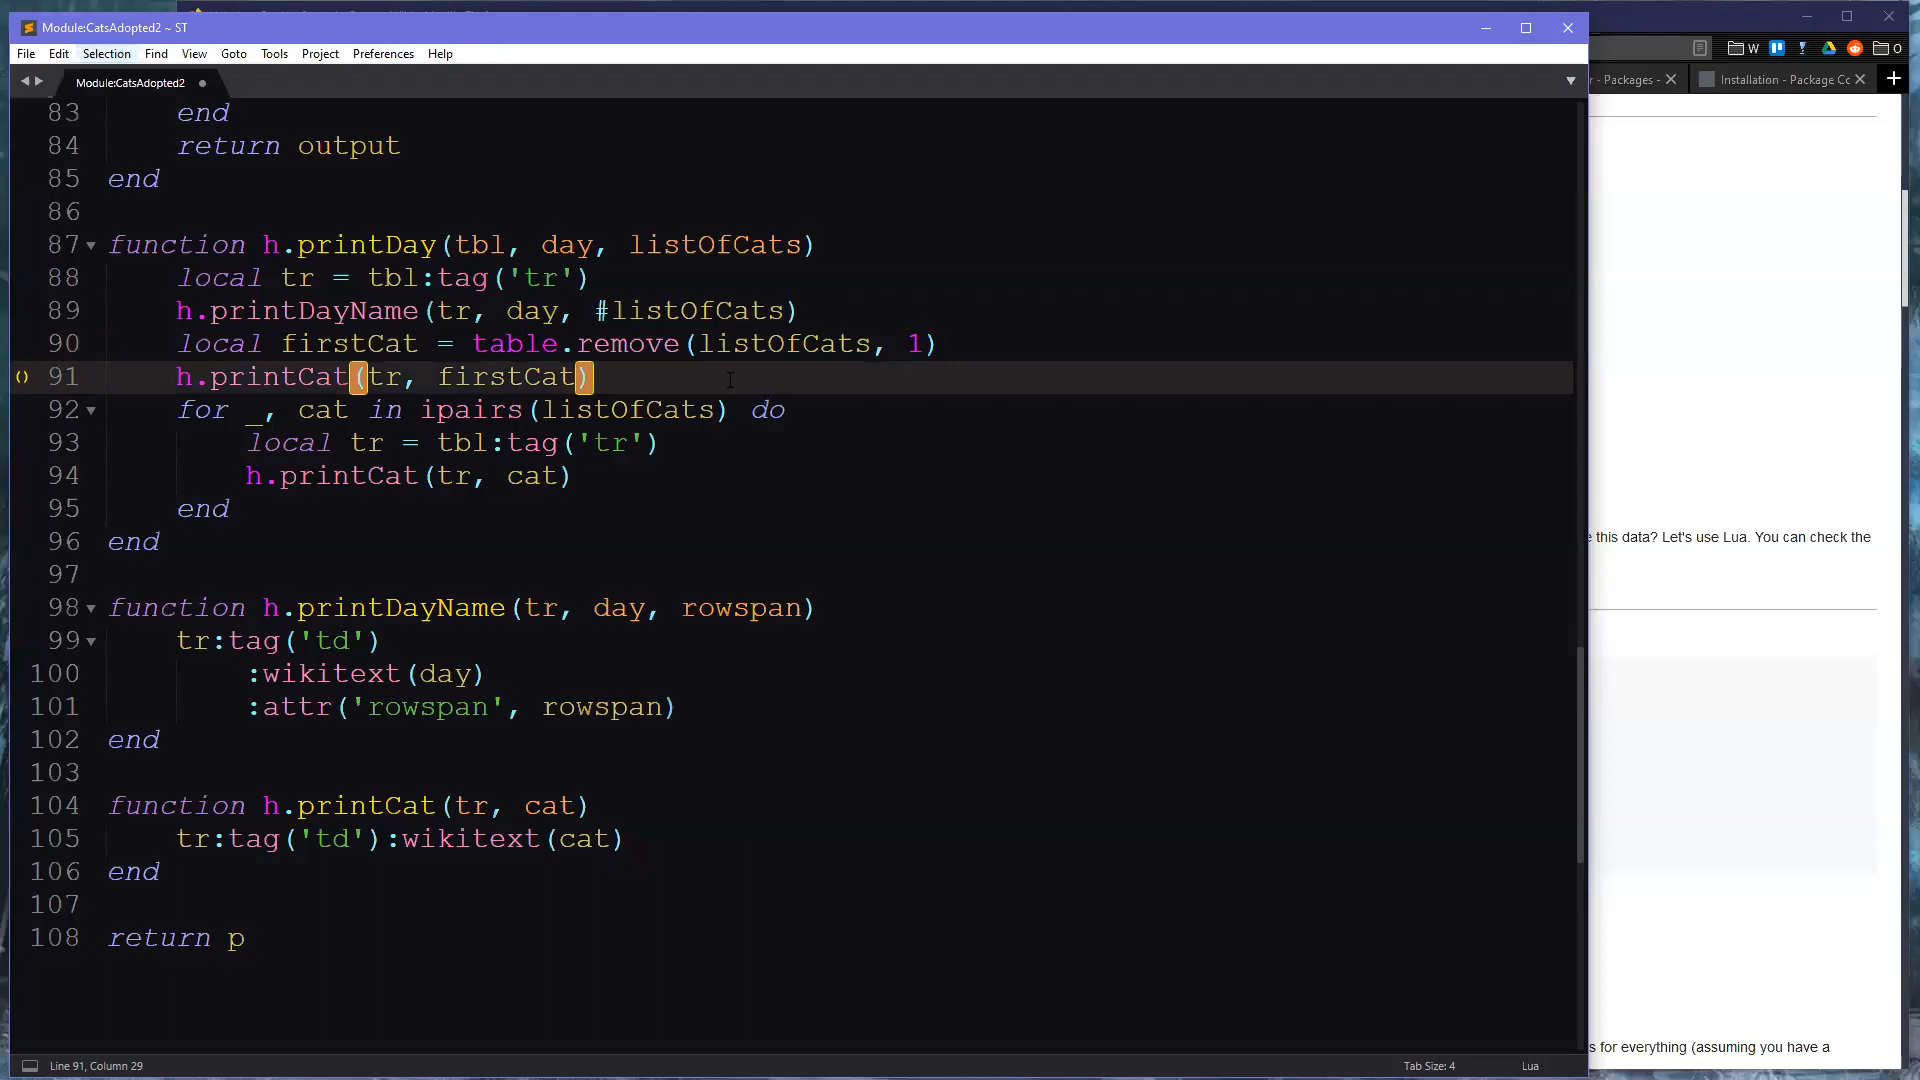 Module:CatsAdopted2 ~ ST
File Edit Selection Find View Goto Tools Project Preferences Help
W O
Module:CatsAdopted2
r - Packages - Installation - Package Cc
83 end
84 return output
85 end
86
87 function h.printDay(tbl, day, listOfCats)
88 local tr = tbl:tag('tr')
89 h.printDayName(tr, day, #listOfCats)
90 local firstCat = table.remove(listOfCats, 1)
91 h.printCat(tr, firstCat)
92 for _, cat in ipairs(listOfCats) do
93 local tr = tbl:tag('tr')
94 h.printCat(tr, cat)
95 end
96 end
97
98 function h.printDayName(tr, day, rowspan)
99 tr:tag('td')
100 :wikitext(day)
101 :attr('rowspan', rowspan)
102 end
103
104 function h.printCat(tr, cat)
105 tr:tag('td'):wikitext(cat)
106 end
107
108 return p
this data? Let's use Lua. You can check the
s for everything (assuming you have a
Line 91, Column 29
Tab Size: 4 Lua